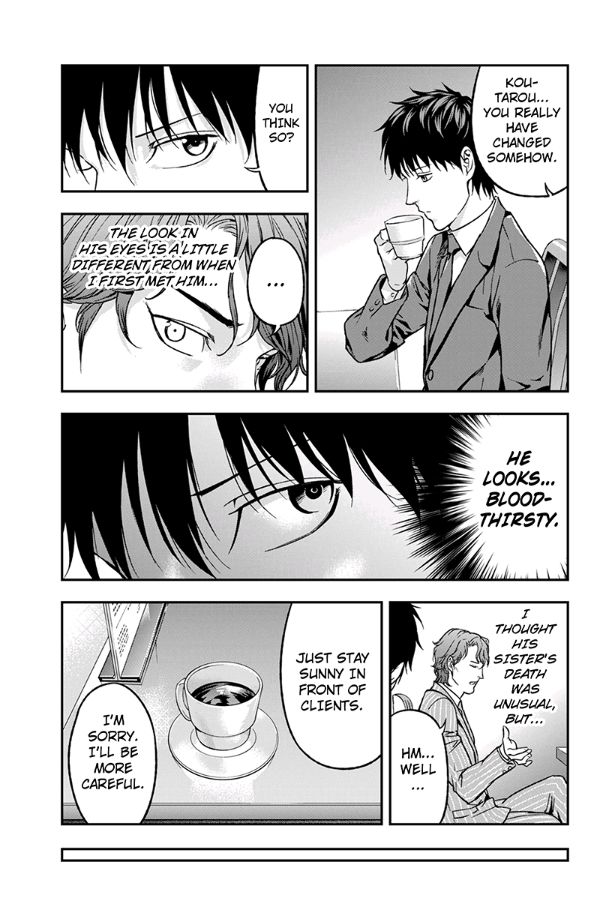 KOU-
TAROU...
YOU REALLY
HAVE
CHANGED
SOMEHOW.
YOU
THINK
SO?
...
THE LOOK IN
HIS EYES IS A LITTLE
DIFFERENT FROM WHEN
I FIRST MET HIM...
HE
LOOKS...
BLOOD-
THIRSTY.
I
THOUGHT
HIS
SISTER'S
DEATH
WAS
UNUSUAL,
BUT...
HM...
WELL
...
JUST STAY
SUNNY IN
FRONT OF
CLIENTS.
I'M
SORRY.
I'LL BE
MORE
CAREFUL.